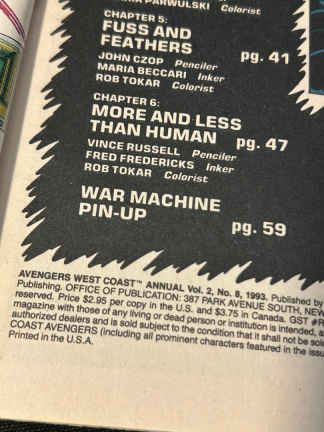 PARWULSKI Colorist
CHAPTER 5:
FUSS AND
FEATHERS pg. 41
JOHN CZOP Penciler
MARIA BECCARI Inker
ROB TOKAR Colorist
CHAPTER 6:
MORE AND LESS
THAN HUMAN pg. 47
VINCE RUSSELL Penciler
FRED FREDERICKS Inker
ROB TOKAR Colorist
WAR MACHINE
PIN-UP pg. 59
AVENGERS WEST COAST™ ANNUAL Vol. 2, No. 8, 1993. Published by
Publishing. OFFICE OF PUBLICATION: 387 PARK AVENUE SOUTH, NEW
reserved. Price $2.95 per copy in the U.S. and $3.75 in Canada. GST
magazine with those of any living or dead person or institution is intended,
authorized dealers and is sold subject to the condition that it shall not be
COAST AVENGERS (including all prominent characters featured in the
Printed in the U.S.A.